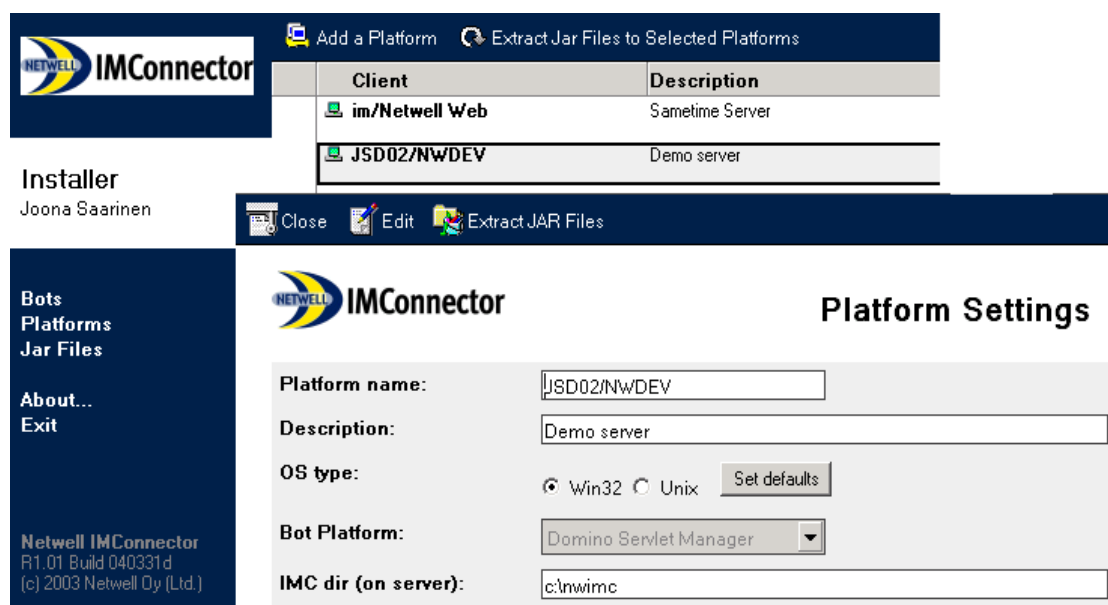 NETWELL IMConnector
Add a Platform Extract Jar Files to Selected Platforms
Client Description
im/Netwell Web Sametime Server
JSD02/NWDEV Demo server
Installer
Joona Saarinen
Close Edit Extract JAR Files
Bots
Platforms
Jar Files
About...
Exit
Netwell IMConnector
R1.01 Build 040331d
(c) 2003 Netwell Oy (Ltd.)
NETWELL IMConnector Platform Settings
Platform name: JSD02/NWDEV
Description: Demo server
OS type: Win32 Unix Set defaults
Bot Platform: Domino Servlet Manager
IMC dir (on server): c:\nwimc